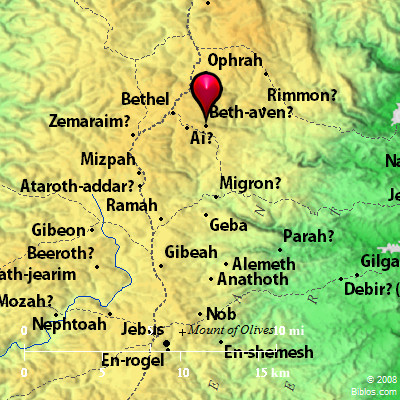 Ophrah
Rimmon?
Bethel
Beth-aven?
Zemaraim?
Ai?
Mizpah
Na
Ataroth-addar?
Migron?
Je
Ramah
Geba
Gibeon
Parah?
Beeroth?
Gibeah
Alemeth
Gilga
ath-jearim
Anathoth
Debir? (
Mozah?
Nephtoah
Nob
Jebus
Mount of Olives
0
10 mi
En-rogel
En-shemesh
0
5
10
15 km
N
R
E
E
© 2008
Biblos.com